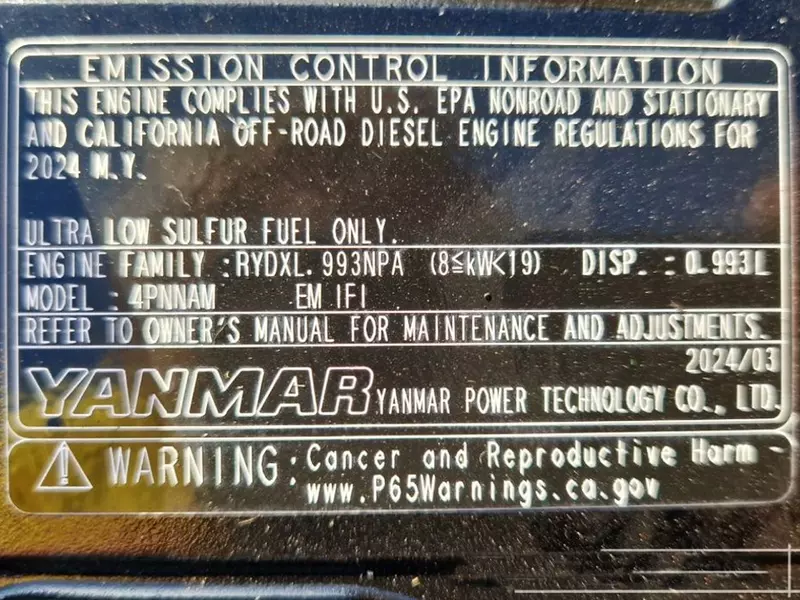 EMISSION CONTROL INFORMATION
THIS ENGINE COMPLIES WITH U.S. EPA NONROAD AND STATIONARY
AND CALIFORNIA OFF-ROAD DIESEL ENGINE REGULATIONS FOR
2024 M.Y.
ULTRA LOW SULFUR FUEL ONLY.
ENGINE FAMILY : RYDXL.993NPA (8≦kW<19) DISP. : 0.993L
MODEL : 4PNNAM EM IFI
REFER TO OWNER'S MANUAL FOR MAINTENANCE AND ADJUSTMENTS.
2024/03
YANMAR YANMAR POWER TECHNOLOGY CO., LTD.
WARNING : Cancer and Reproductive Harm -
www.P65Warnings.ca.gov